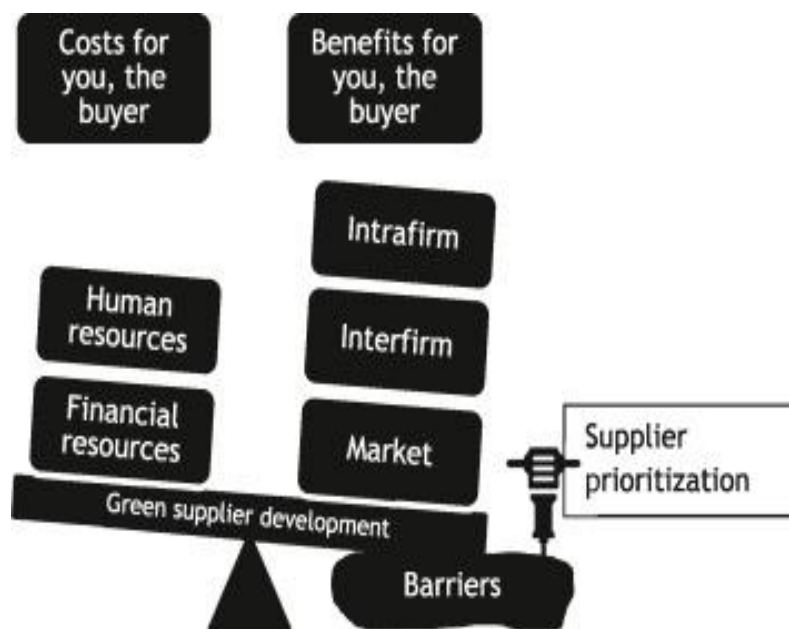 Costs for
you, the
buyer
Benefits for
you, the
buyer
Intrafirm
Human
resources
Interfirm
Financial
resources
Market
Supplier
prioritization
Green supplier development
Barriers